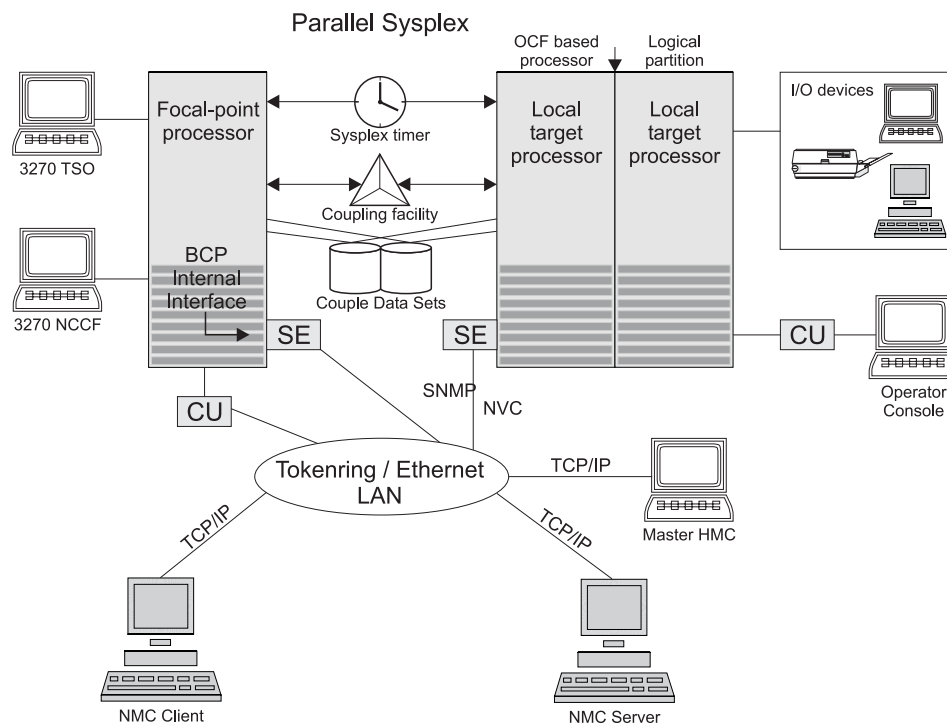 Parallel Sysplex
OCF based
processor
Logical
partition
3270 TSO
Focal-point
processor
Sysplex timer
Local
target
processor
Local
target
processor
I/O devices
Coupling facility
3270 NCCF
BCP
Internal
Interface
Couple Data Sets
SE
SE
CU
Operator
Console
CU
SNMP
NVC
Tokenring / Ethernet
LAN
TCP/IP
Master HMC
TCP/IP
TCP/IP
NMC Client
NMC Server